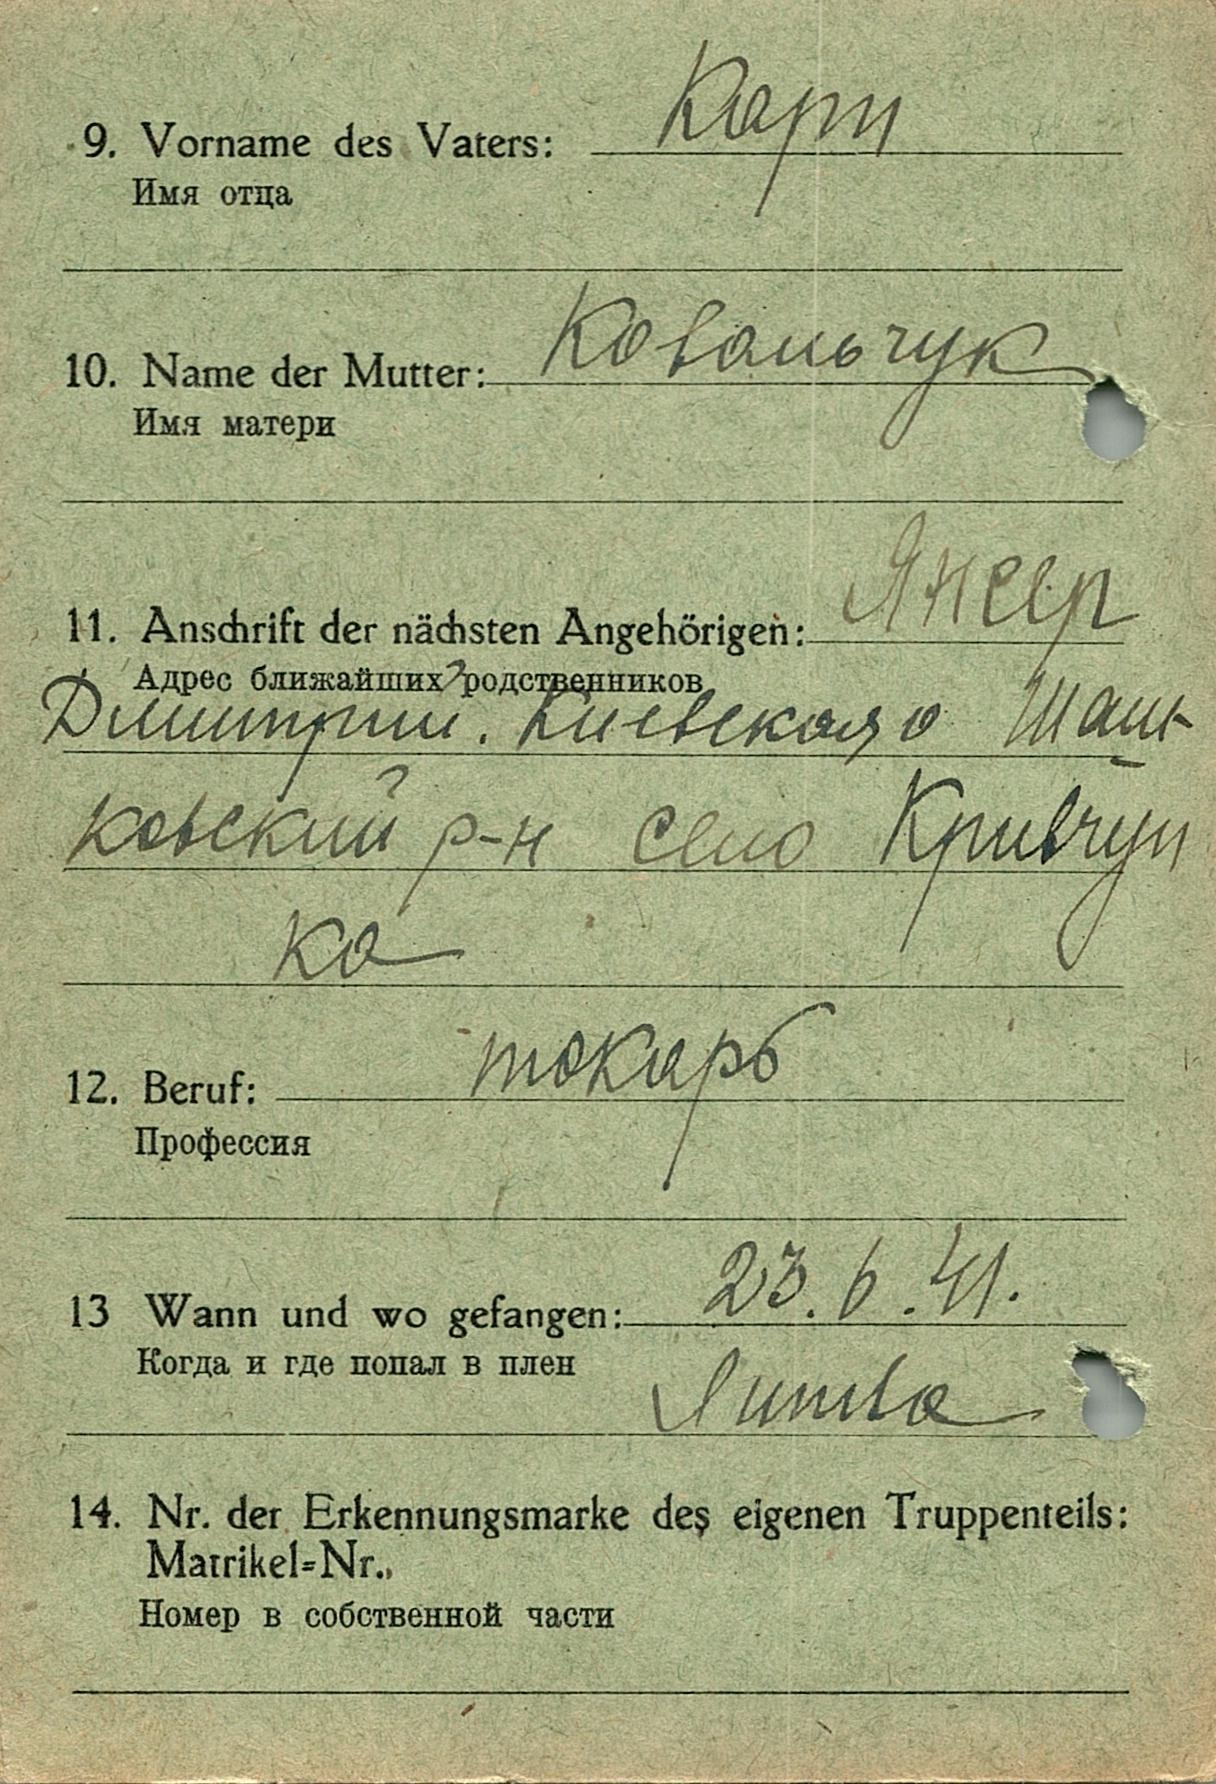 9. Vorname des Vaters: Карп
Имя отца
10. Name der Mutter: Ковальчук
Имя матери
11. Anschrift der nächsten Angehörigen:
Адрес ближайших родственников
Дмитрий. Киевская о
ковский р-н село Кривчун
ка
12. Beruf: токарь
Профессия
13 Wann und wo gefangen: 23.6.41.
Когда и где попал в плен
Литва
14. Nr. der Erkennungsmarke des eigenen Truppenteils:
Matrikel=Nr.,
Номер в собственной части